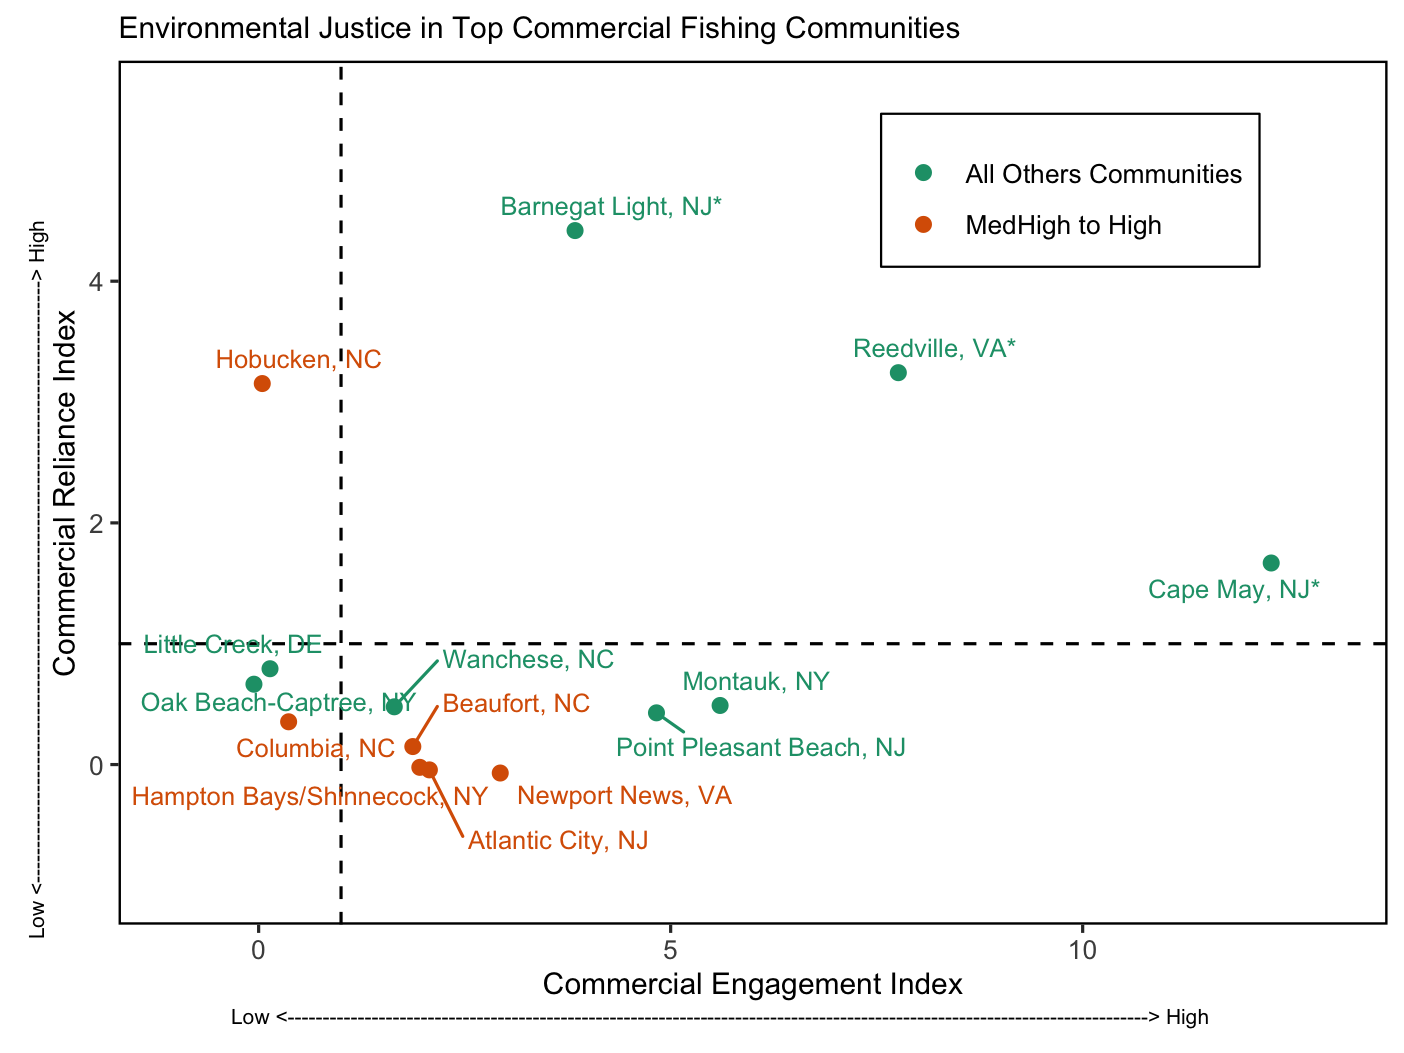 Environmental Justice in Top Commercial Fishing Communities
All Others Communities
MedHigh to High
Barnegat Light, NJ*
Reedville, VA*
Hobucken, NC
Cape May, NJ*
Little Creek, DE
Wanchese, NC
Montauk, NY
Oak Beach-Captree, NY
Beaufort, NC
Columbia, NC
Point Pleasant Beach, NJ
Hampton Bays/Shinnecock, NY
Newport News, VA
Atlantic City, NJ
4
2
0
Commercial Reliance Index
Low <----------------------------------------------------------------------------------------> High
0
5
10
Commercial Engagement Index
Low <----------------------------------------------------------------------------------------------------------------------------> High